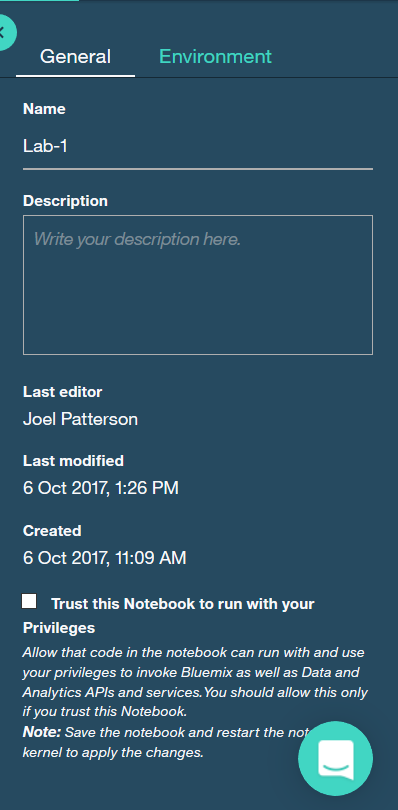 General Environment
Name
Lab-1
Description
Write your description here.
Last editor
Joel Patterson
Last modified
6 Oct 2017, 1:26 PM
Created
6 Oct 2017, 11:09 AM
Trust this Notebook to run with your
Privileges
Allow that code in the notebook can run with and use
your privileges to invoke Bluemix as well as Data and
Analytics APIs and services.You should allow this only
if you trust this Notebook.
Note: Save the notebook and restart the
kernel to apply the changes.